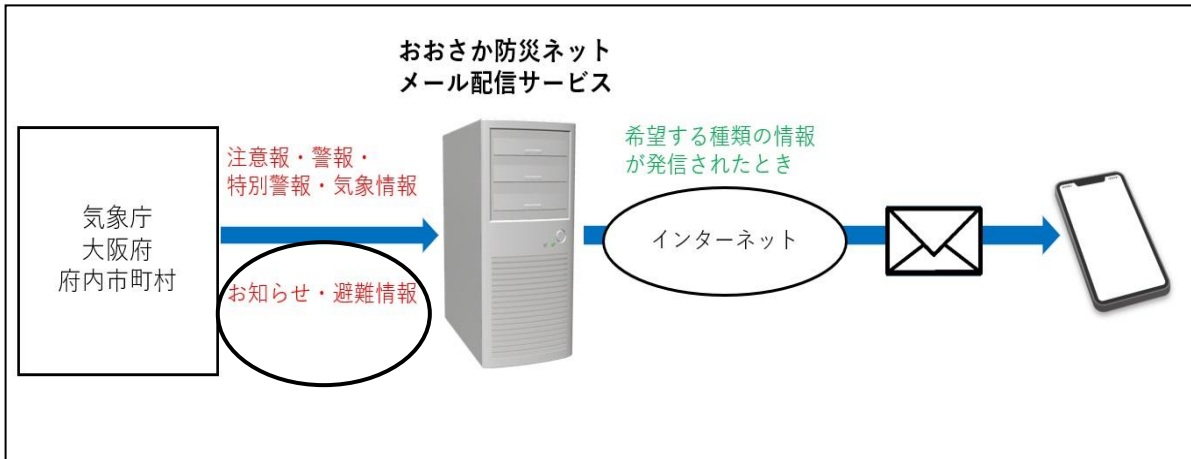 おおさか防災ネット
メール配信サービス
気象庁
大阪府
府内市町村
注意報・警報・
特別警報・気象情報
お知らせ・避難情報
希望する種類の情報
が発信されたとき
インターネット